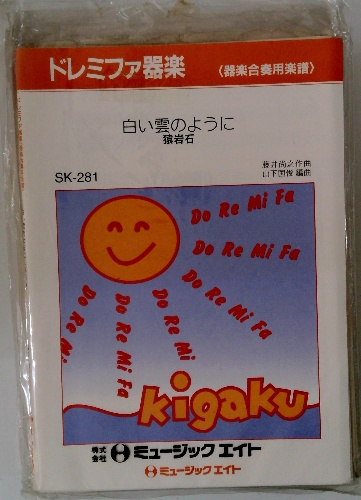 ドレミファ器楽
〈器楽合奏用楽譜〉
白い雲のように
猿岩石
藤井尚之 作曲
山下国俊 編曲
SK-281
Do Re Mi Fa
Do Re Mi Fa
Do Re Mi Fa
Do Re Mi
Do Re Mi Fa
Do Re Mi
kigaku
株式会社 ミュージックエイト
ミュージックエイト